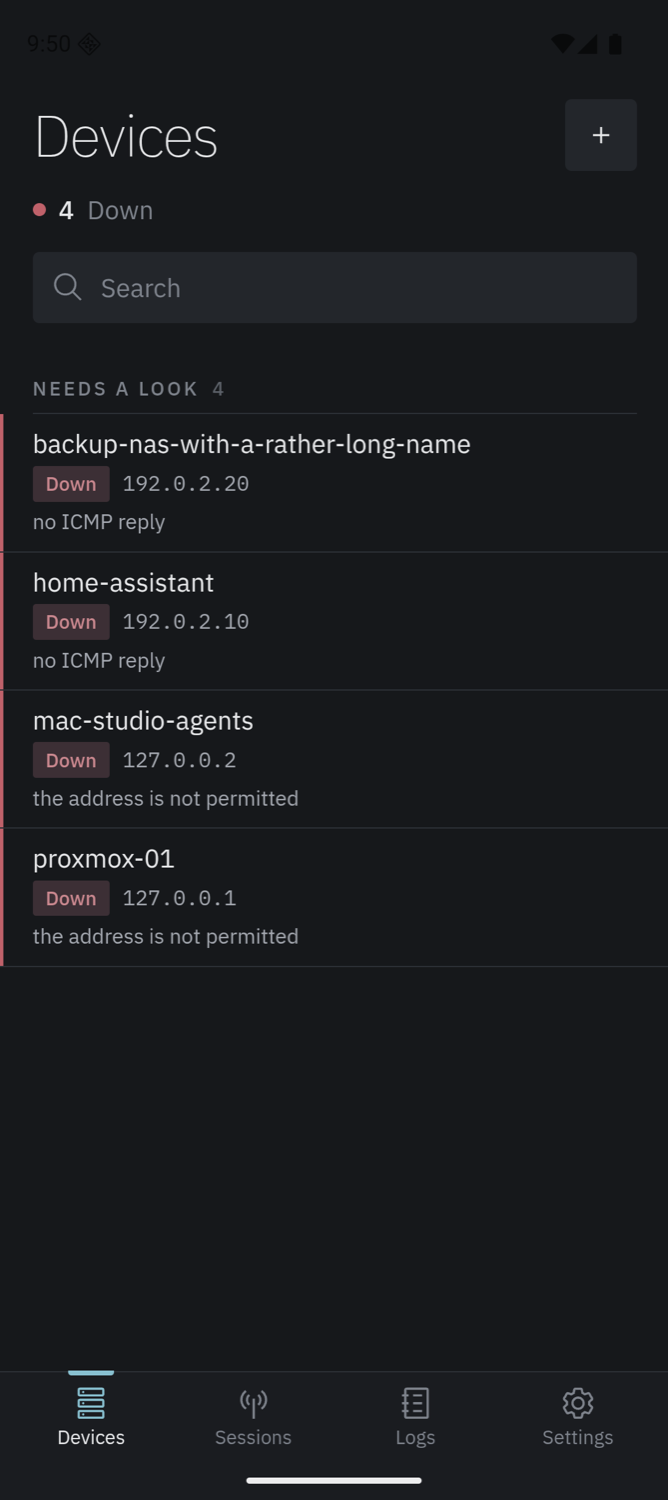 9:50
Devices
+
4 Down
Search
NEEDS A LOOK 4
backup-nas-with-a-rather-long-name
Down 192.0.2.20
no ICMP reply
home-assistant
Down 192.0.2.10
no ICMP reply
mac-studio-agents
Down 127.0.0.2
the address is not permitted
proxmox-01
Down 127.0.0.1
the address is not permitted
Devices Sessions Logs Settings